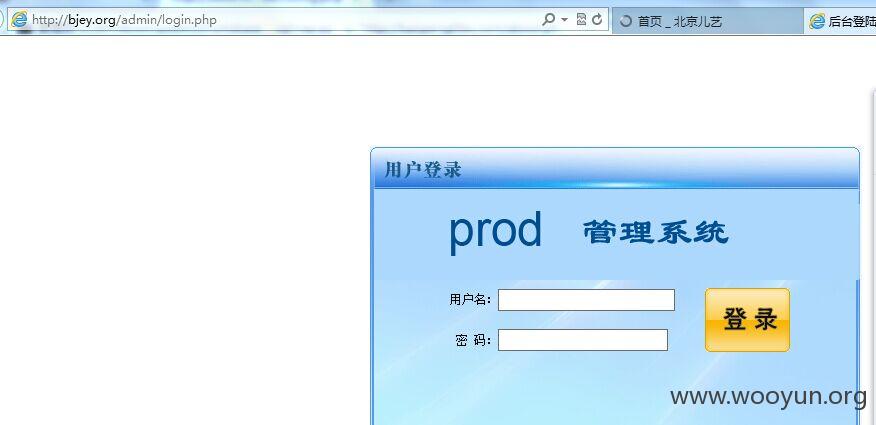 http://bjey.org/admin/login.php
首页 _ 北京儿艺
后台登陆
用户登录
prod 管理系统
用户名:
密 码:
登 录
www.wooyun.org